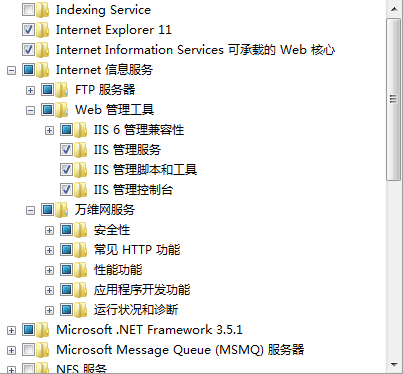 Indexing Service
Internet Explorer 11
Internet Information Services 可承载的 Web 核心
Internet 信息服务
FTP 服务器
Web 管理工具
IIS 6 管理兼容性
IIS 管理服务
IIS 管理脚本和工具
IIS 管理控制台
万维网服务
安全性
常见 HTTP 功能
性能功能
应用程序开发功能
运行状况和诊断
Microsoft .NET Framework 3.5.1
Microsoft Message Queue (MSMQ) 服务器
NFS 服务